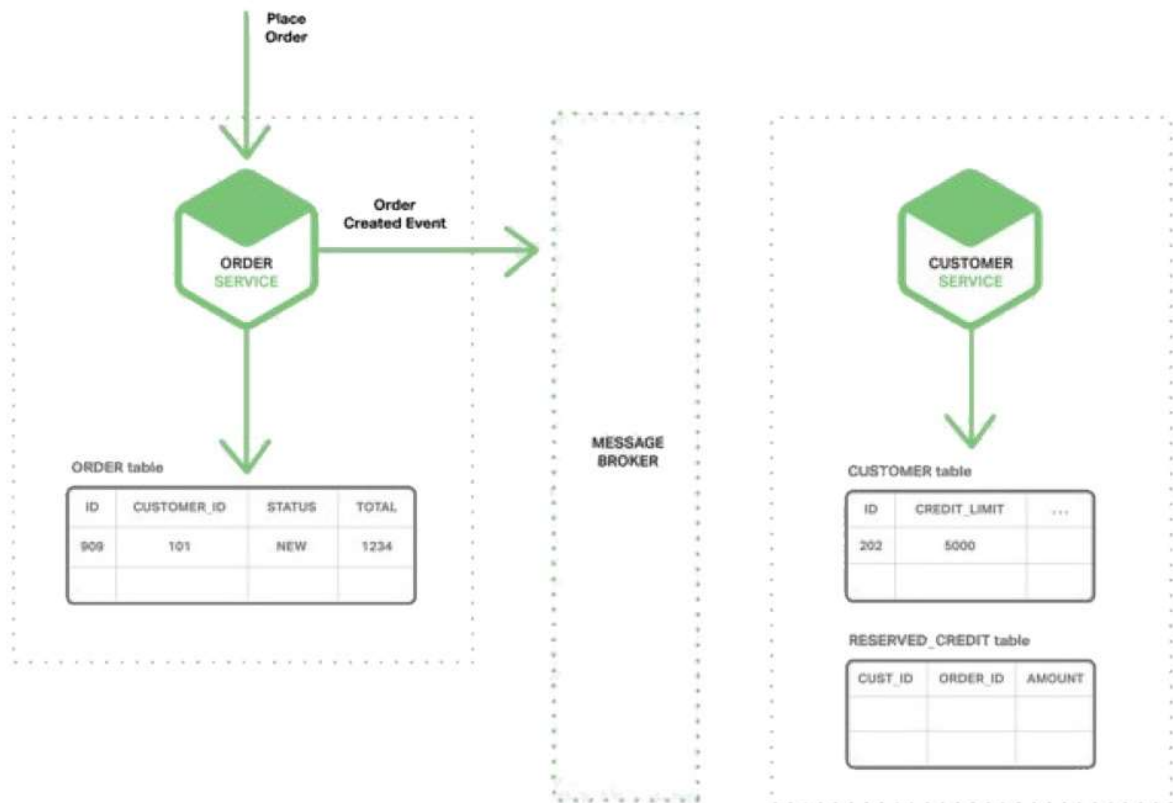 Place
Order
Order
Created Event
ORDER
SERVICE
MESSAGE
BROKER
CUSTOMER
SERVICE
ORDER table
ID CUSTOMER_ID STATUS TOTAL
909 101 NEW 1234
CUSTOMER table
ID CREDIT_LIMIT ...
202 5000
RESERVED_CREDIT table
CUST_ID ORDER_ID AMOUNT